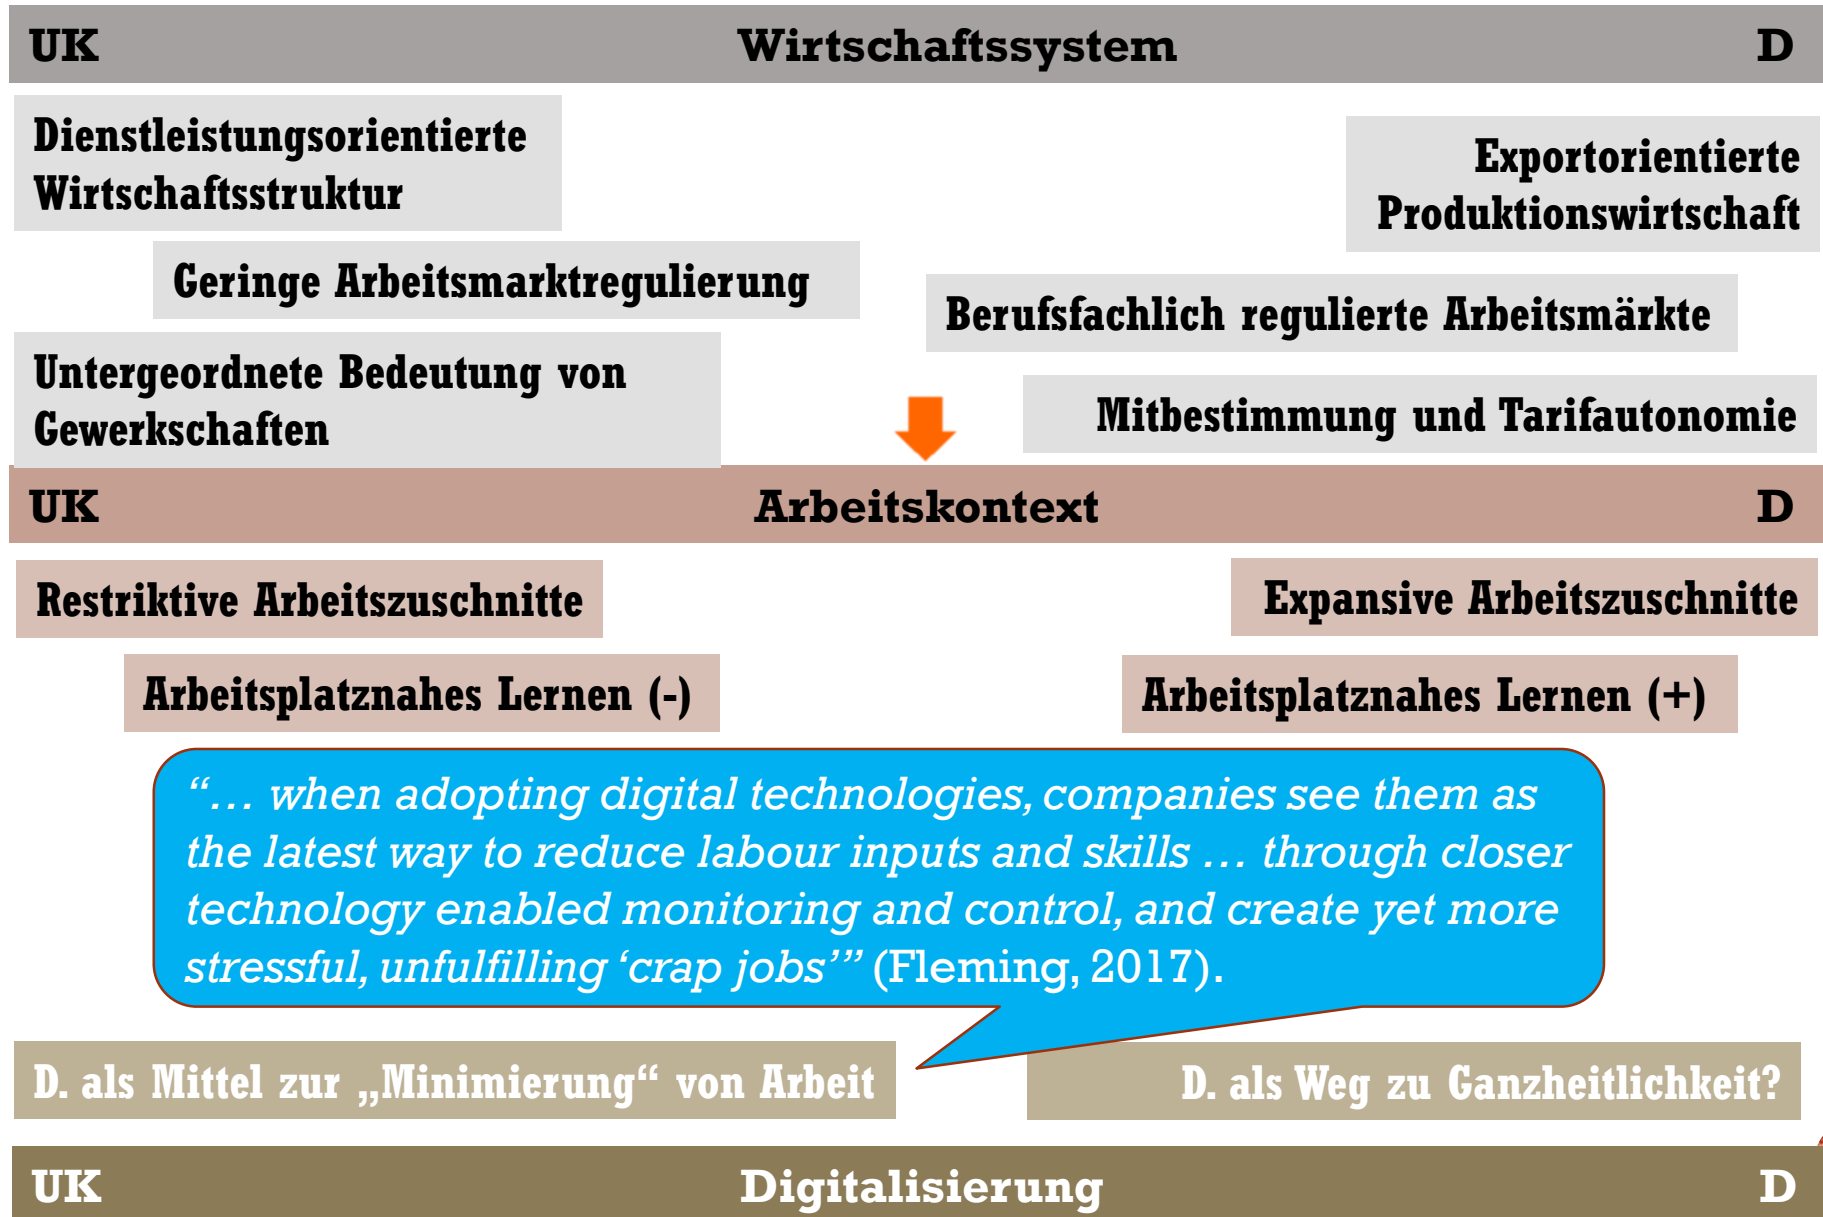 UK Wirtschaftssystem D
Dienstleistungsorientierte
Wirtschaftsstruktur
Exportorientierte
Produktionswirtschaft
Geringe Arbeitsmarktregulierung
Berufsfachlich regulierte Arbeitsmärkte
Untergeordnete Bedeutung von
Gewerkschaften
Mitbestimmung und Tarifautonomie
UK Arbeitskontext D
Restriktive Arbeitszuschnitte
Expansive Arbeitszuschnitte
Arbeitsplatznahes Lernen (-)
Arbeitsplatznahes Lernen (+)
“… when adopting digital technologies, companies see them as
the latest way to reduce labour inputs and skills … through closer
technology enabled monitoring and control, and create yet more
stressful, unfulfilling ‘crap jobs’” (Fleming, 2017).
D. als Mittel zur „Minimierung“ von Arbeit
D. als Weg zu Ganzheitlichkeit?
UK Digitalisierung D